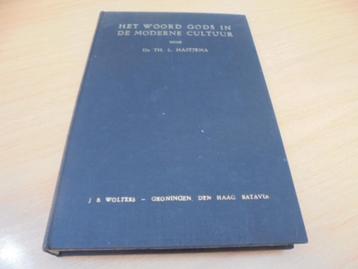 HET WOORD GODS IN
DE MODERNE CULTUUR
DOOR
Dr TH. L. HAITJEMA
J B WOLTERS – GRONINGEN, DEN HAAG, BATAVIA